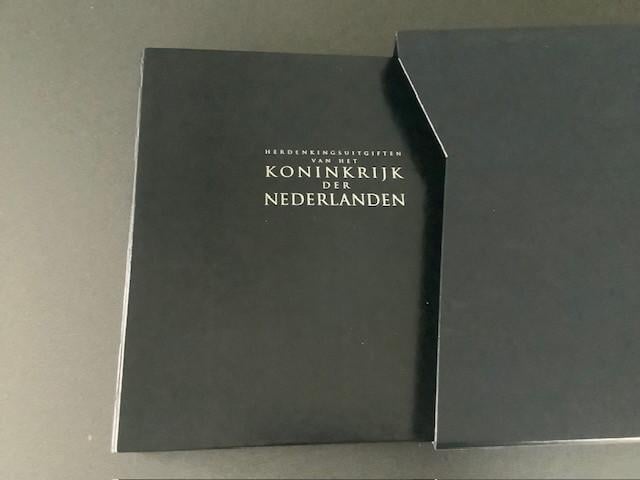 HERDENKINGSUITGIFTEN
VAN HET
KONINKRIJK
DER
NEDERLANDEN